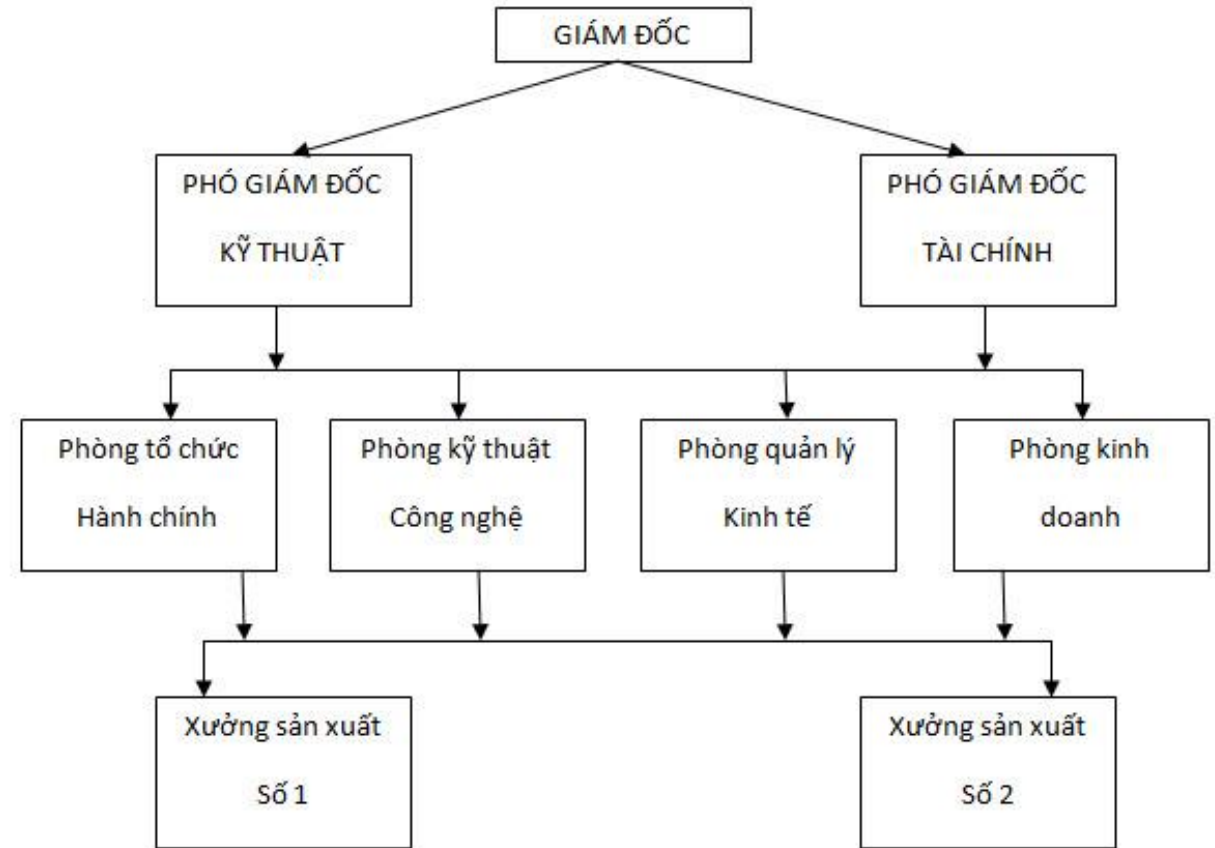 GIÁM ĐỐC
PHÓ GIÁM ĐỐC
KỸ THUẬT
PHÓ GIÁM ĐỐC
TÀI CHÍNH
Phòng tổ chức
Hành chính
Phòng kỹ thuật
Công nghệ
Phòng quản lý
Kinh tế
Phòng kinh
doanh
Xưởng sản xuất
Số 1
Xưởng sản xuất
Số 2